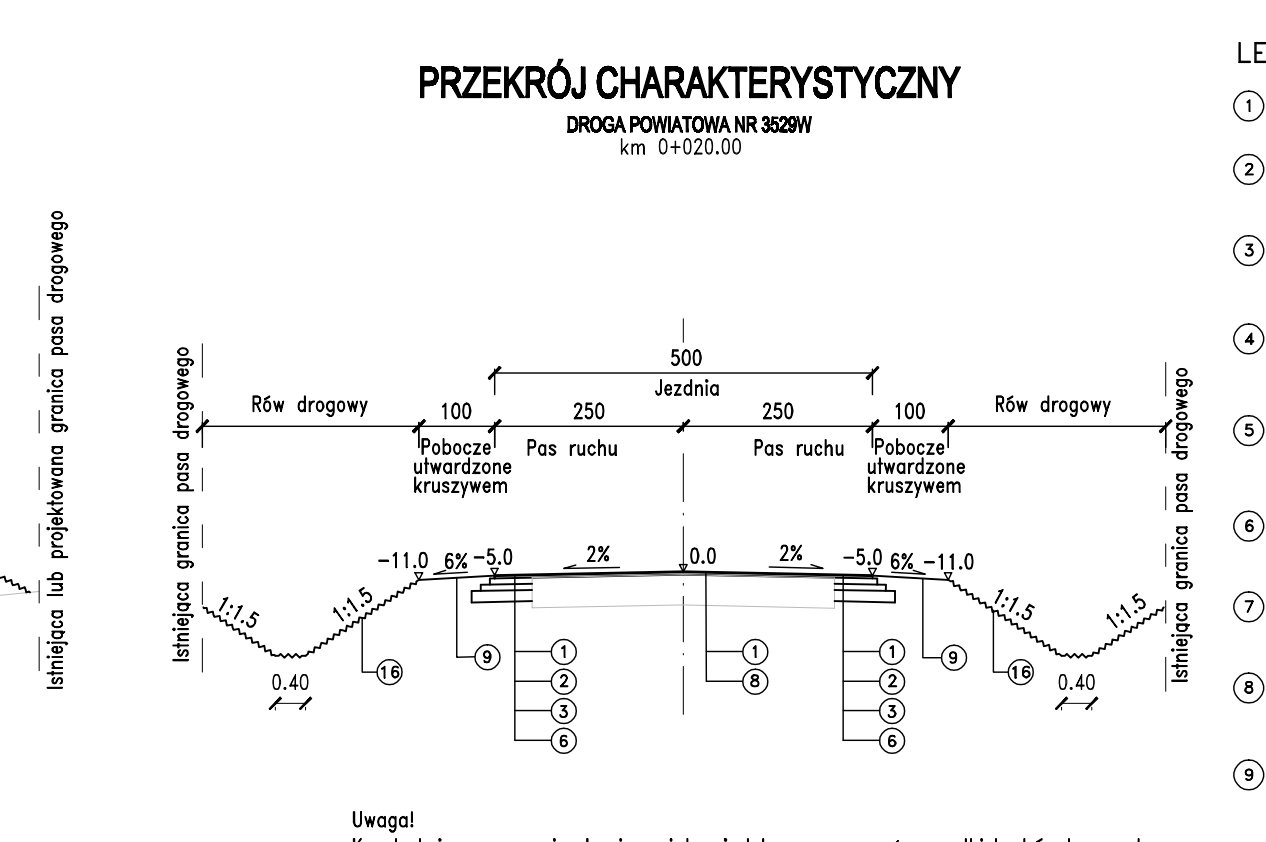 PRZEKRÓJ CHARAKTERYSTYCZNY
DROGA POWIATOWA NR 3529W
km 0+020.00
LE
1
2
3
4
5
6
7
8
9
Istniejąca lub projektowana granica pasa drogowego
Istniejąca granica pasa drogowego
500
Jezdnia
Rów drogowy 100 250 250 100 Rów drogowy
Pobocze utwardzone kruszywem
Pas ruchu
Pas ruchu
Pobocze utwardzone kruszywem
Istniejąca granica pasa drogowego
-11.0 6% -5.0 2% 0.0 2% -5.0 6% -11.0
1:1.5 1:1.5 1:1.5 1:1.5
16 9 1 2 3 6
1 8
1 2 3 6 9 16
0.40 0.40
Uwaga!